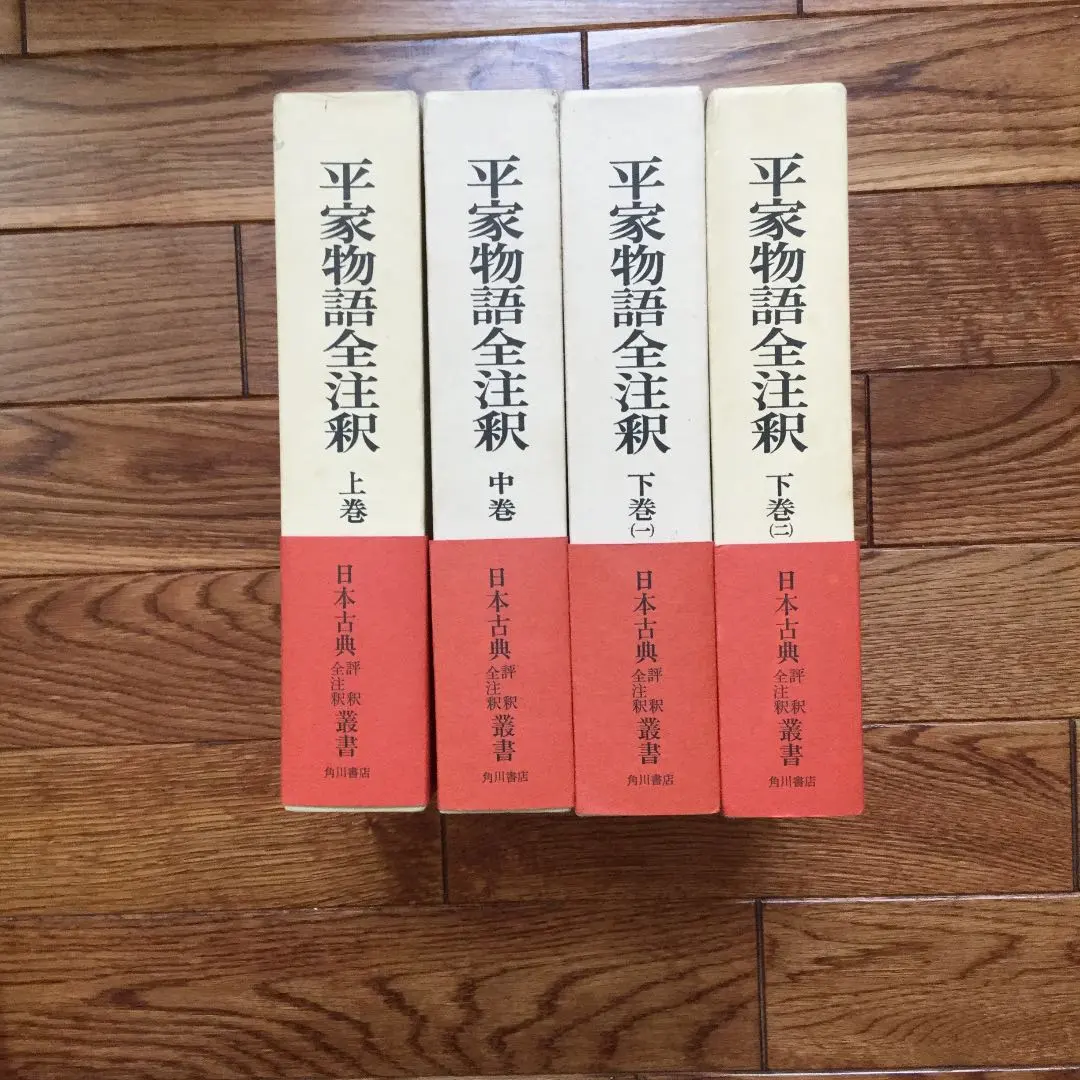 平家物語全注釈
上巻
日本古典
評釈
全注釈
叢書
角川書店
平家物語全注釈
中巻
日本古典
評釈
全注釈
叢書
角川書店
平家物語全注釈
下巻(一)
日本古典
評釈
全注釈
叢書
角川書店
平家物語全注釈
下巻(二)
日本古典
評釈
全注釈
叢書
角川書店